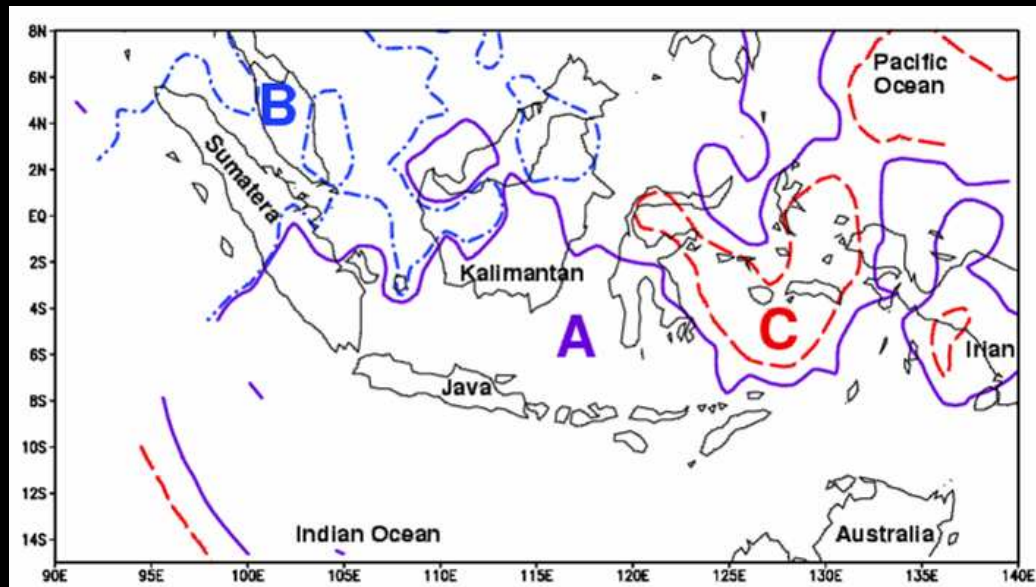 8N
6N
4N
2N
EQ
2S
4S
6S
8S
10S
12S
14S
90E
95E
100E
105E
110E
115E
120E
125E
130E
135E
140E
Pacific
Ocean
B
Sumatera
Kalimantan
A
C
Irian
Java
Indian Ocean
Australia